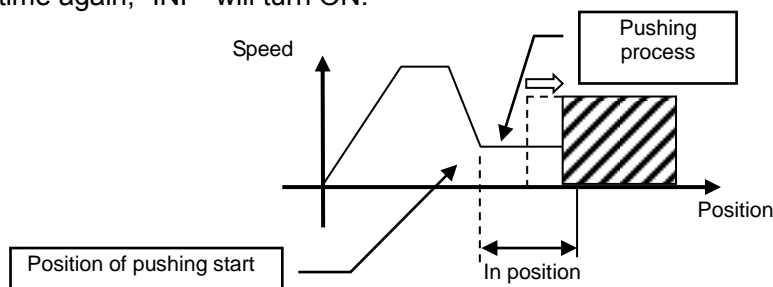 time again, "INP" will turn ON.
Pushing
process
Speed
Position
Position of pushing start
In position